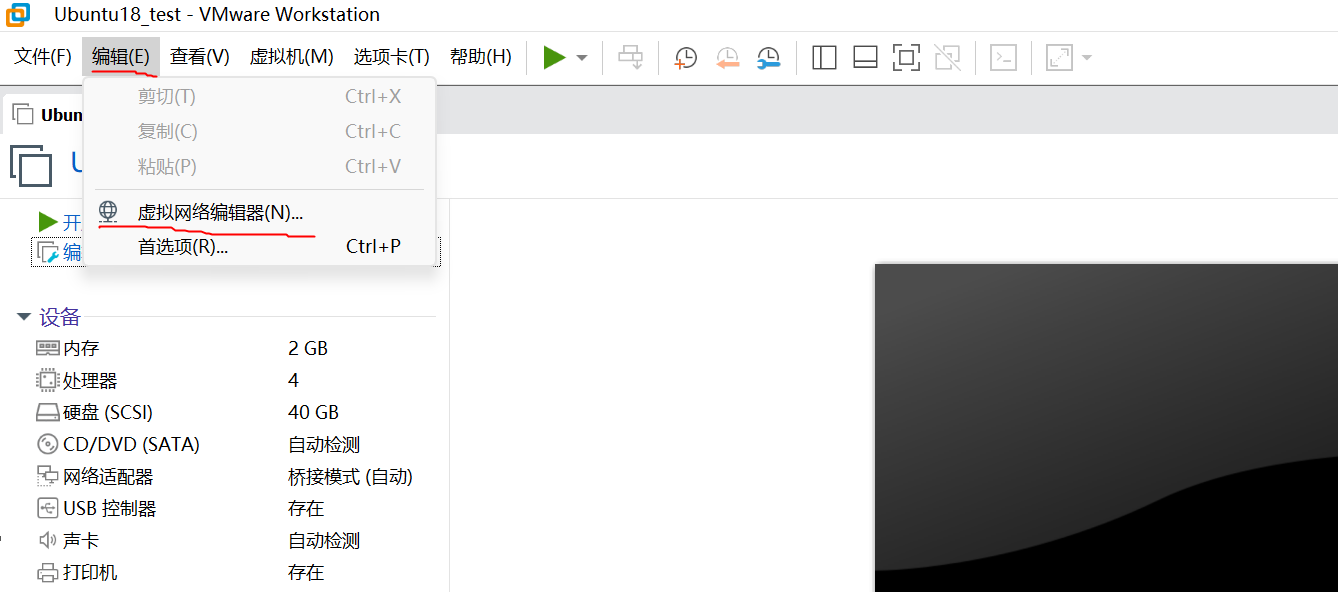 Ubuntu18_test - VMware Workstation
文件(F) 编辑(E) 查看(V) 虚拟机(M) 选项卡(T) 帮助(H)
剪切(T) Ctrl+X
Ubun
复制(C) Ctrl+C
粘贴(P) Ctrl+V
虚拟网络编辑器(N)...
开
首选项(R)... Ctrl+P
编
设备
内存 2 GB
处理器 4
硬盘 (SCSI) 40 GB
CD/DVD (SATA) 自动检测
网络适配器 桥接模式 (自动)
USB 控制器 存在
声卡 自动检测
打印机 存在